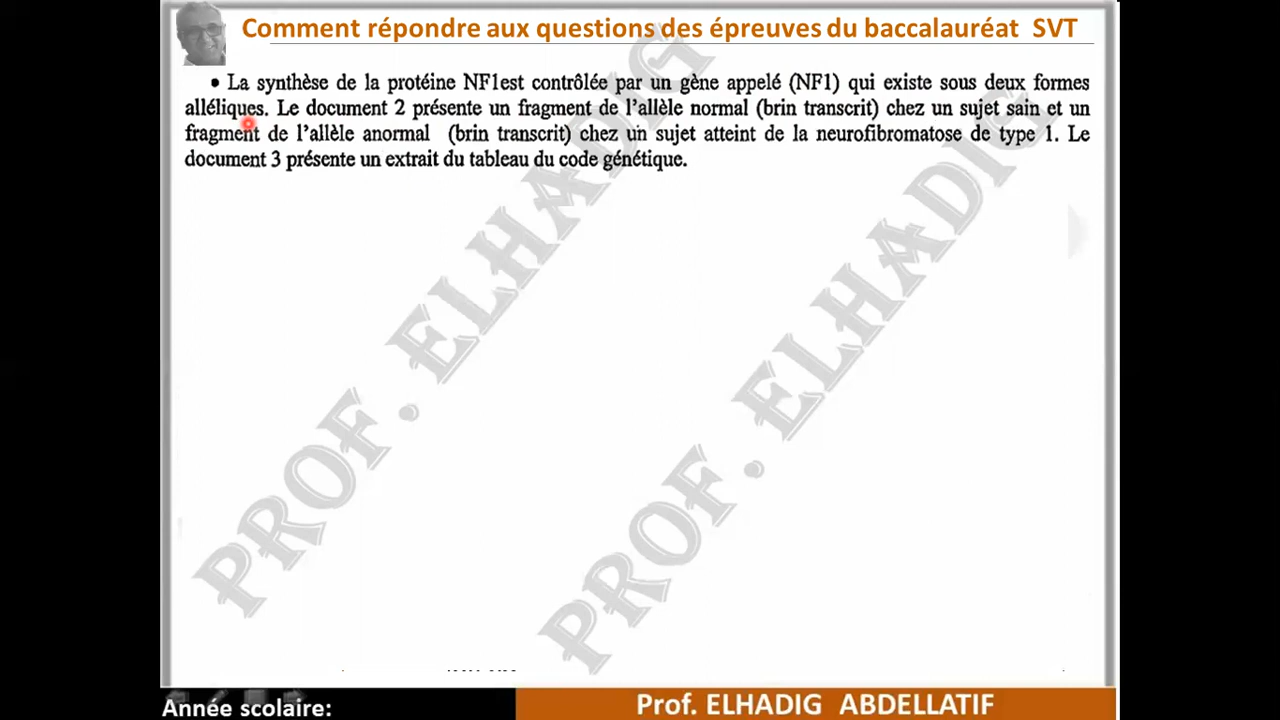 Comment répondre aux questions des épreuves du baccalauréat SVT
• La synthèse de la protéine NF1est contrôlée par un gène appelé (NF1) qui existe sous deux formes
alléliques. Le document 2 présente un fragment de l'allèle normal (brin transcrit) chez un sujet sain et un
fragment de l'allèle anormal (brin transcrit) chez un sujet atteint de la neurofibromatose de type 1. Le
document 3 présente un extrait du tableau du code génétique.
PROF. ELHADIG
PROF. ELHADIG
Année scolaire:
Prof. ELHADIG ABDELLATIF